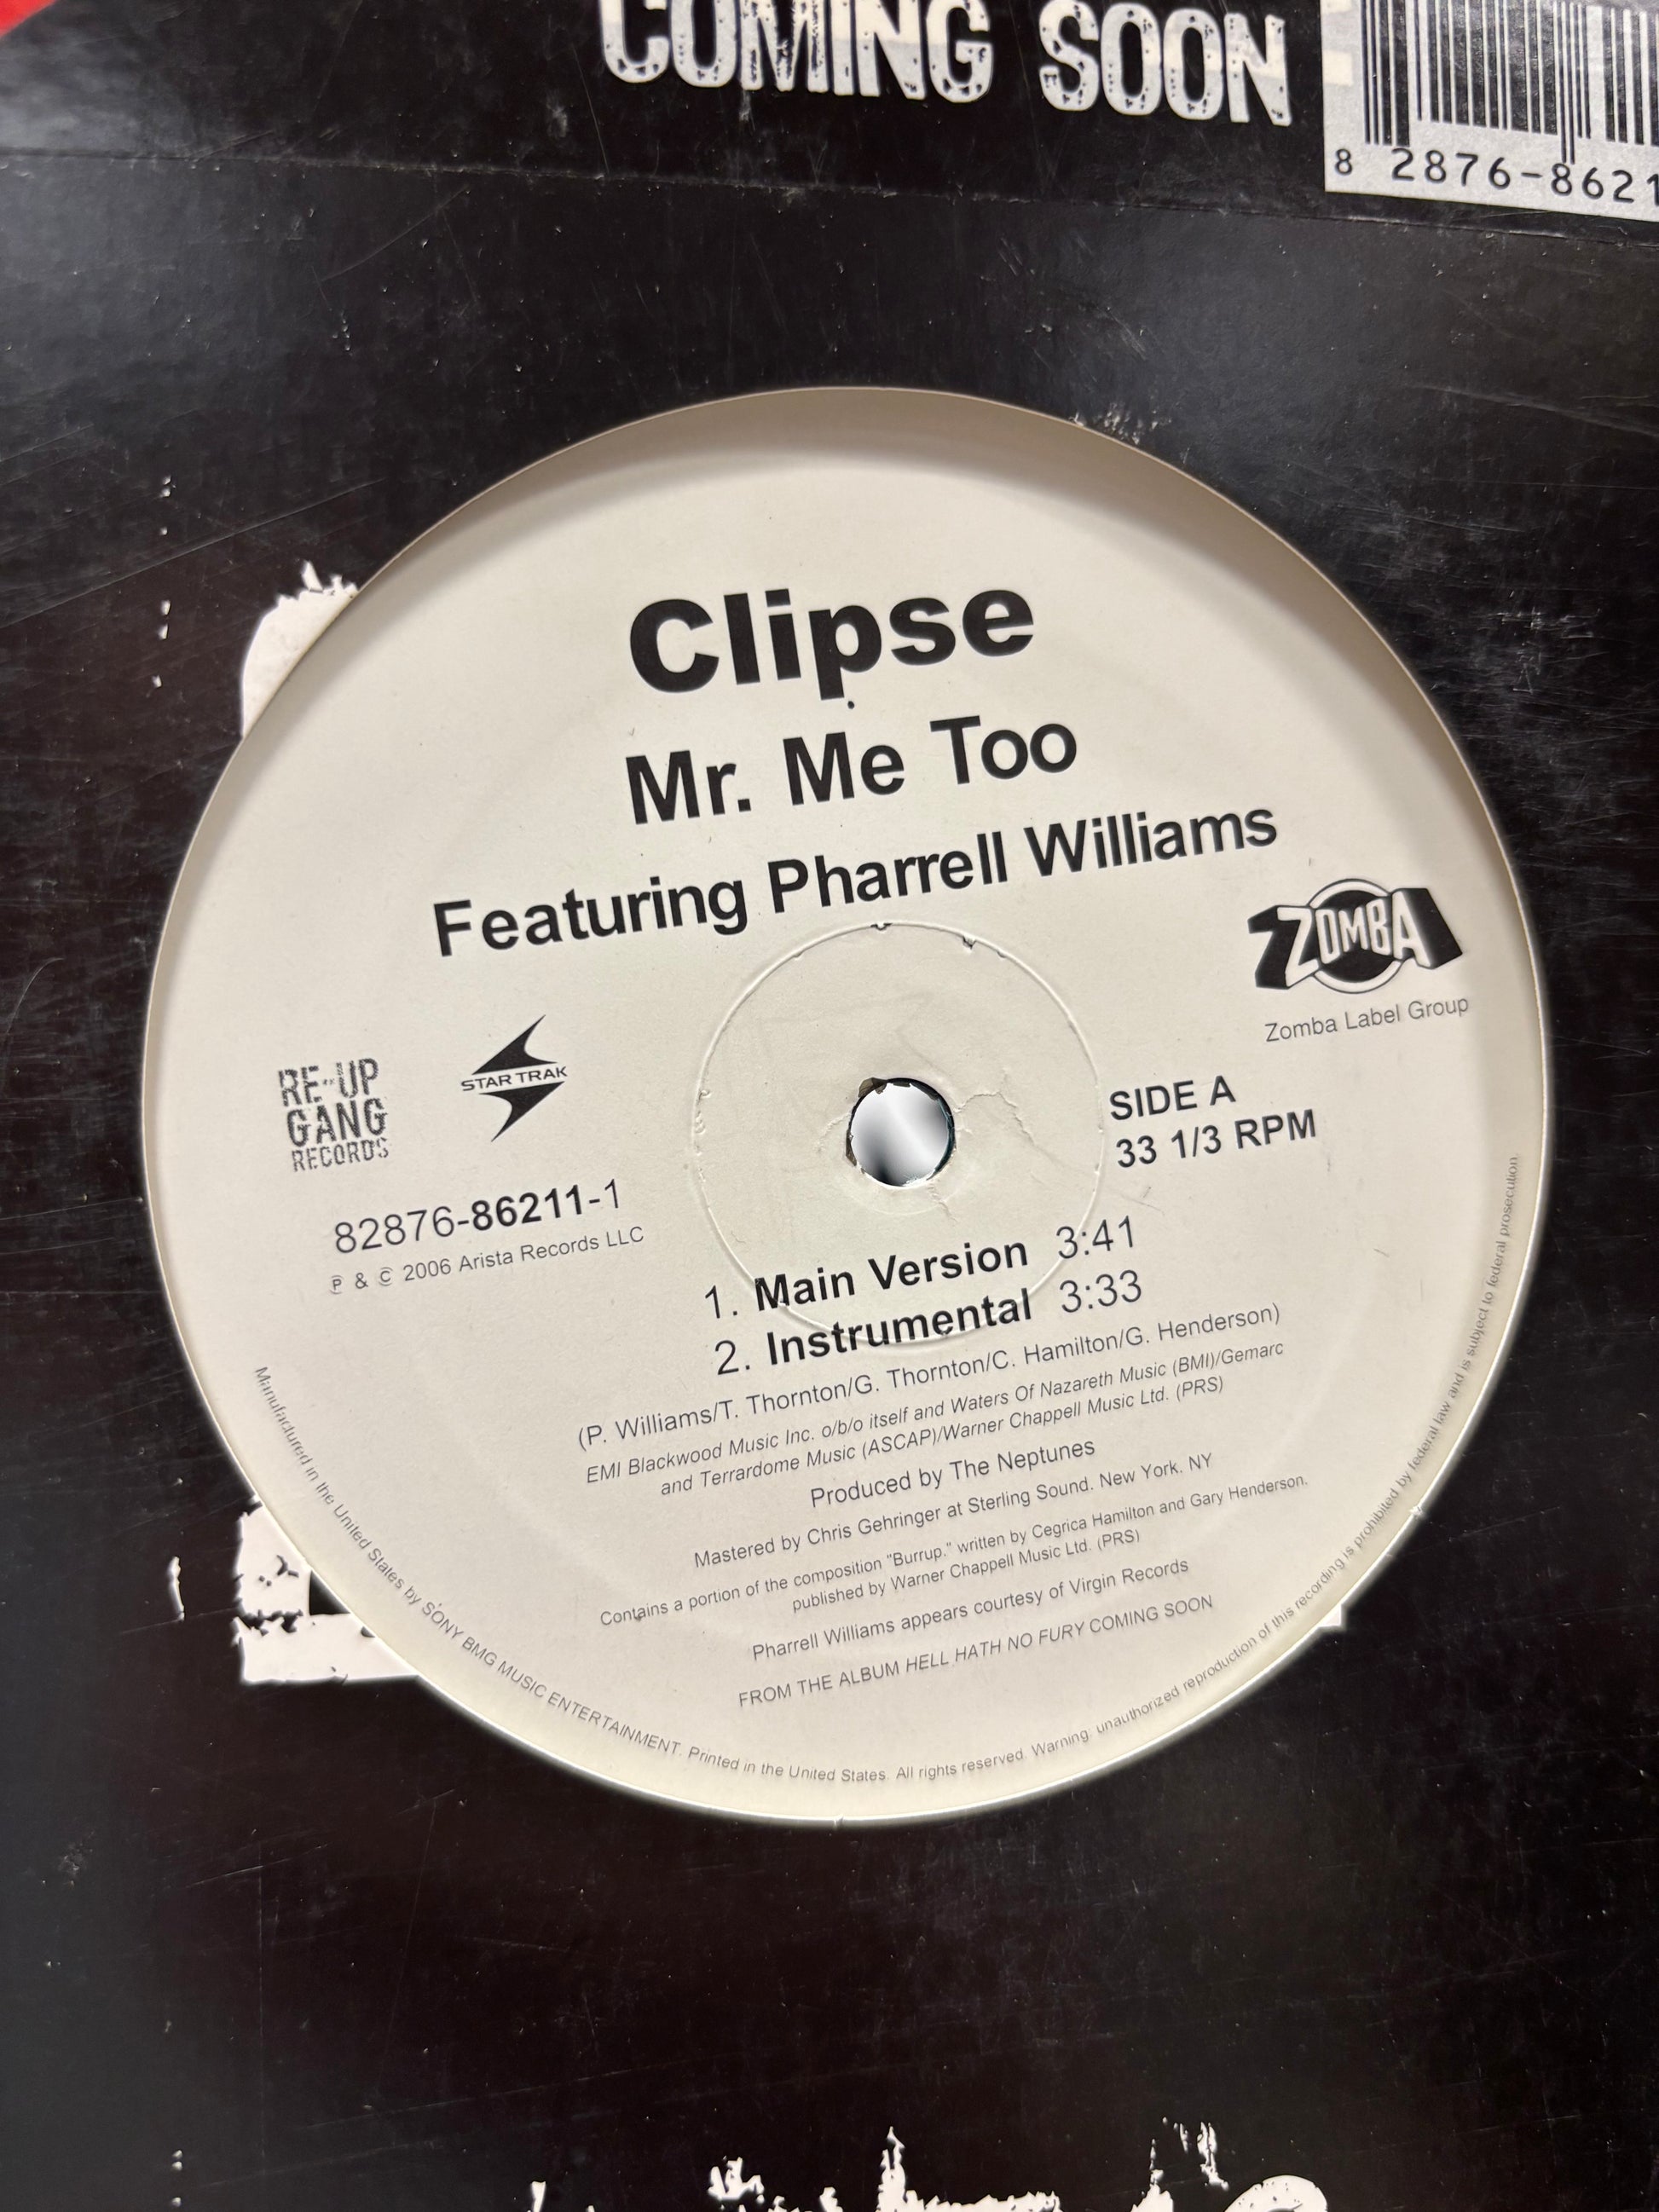 COMING SOON
8 2876-8621
Clipse
Mr. Me Too
Featuring Pharrell Williams
ZOMBA
Zomba Label Group
RE-UP
GANG
RECORDS
STAR TRAK
SIDE A
33 1/3 RPM
82876-86211-1
℗ & © 2006 Arista Records LLC
1. Main Version 3:41
2. Instrumental 3:33
(P. Williams/T. Thornton/G. Thornton/C. Hamilton/G. Henderson)
EMI Blackwood Music Inc. o/b/o itself and Waters Of Nazareth Music (BMI)/Gemarc
and Terrardome Music (ASCAP)/Warner Chappell Music Ltd. (PRS)
Produced by The Neptunes
Mastered by Chris Gehringer at Sterling Sound. New York. NY
Contains a portion of the composition "Burrup." written by Cegrica Hamilton and Gary Henderson.
published by Warner Chappell Music Ltd. (PRS)
Pharrell Williams appears courtesy of Virgin Records
FROM THE ALBUM HELL HATH NO FURY COMING SOON
Manufactured in the United States by SONY BMG MUSIC ENTERTAINMENT. Printed in the United States. All rights reserved. Warning: unauthorized reproduction of this recording is prohibited by federal law and is subject to federal prosecution.